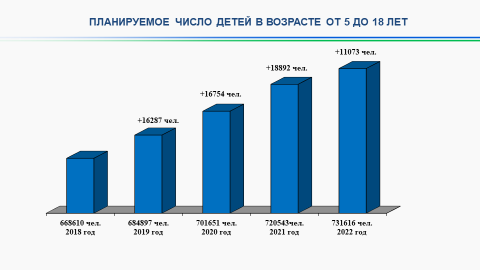 ПЛАНИРУЕМОЕ ЧИСЛО ДЕТЕЙ В ВОЗРАСТЕ ОТ 5 ДО 18 ЛЕТ
+11073 чел.
+18892 чел.
+16754 чел.
+16287 чел.
668610 чел. 684897 чел. 701651 чел. 720543чел. 731616 чел.
2018 год 2019 год 2020 год 2021 год 2022 год